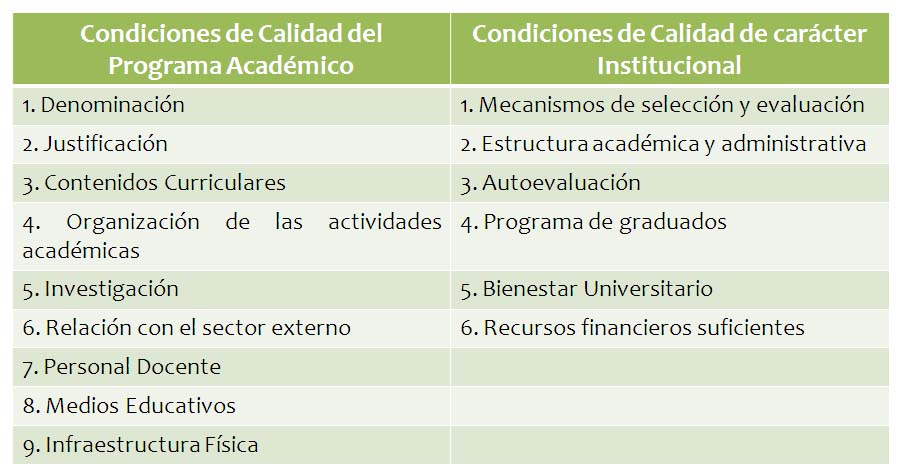 Condiciones de Calidad del
Programa Académico
Condiciones de Calidad de carácter
Institucional
1. Denominación
1. Mecanismos de selección y evaluación
2. Justificación
2. Estructura académica y administrativa
3. Contenidos Curriculares
3. Autoevaluación
4. Organización de las actividades
académicas
4. Programa de graduados
5. Investigación
5. Bienestar Universitario
6. Relación con el sector externo
6. Recursos financieros suficientes
7. Personal Docente
8. Medios Educativos
9. Infraestructura Física